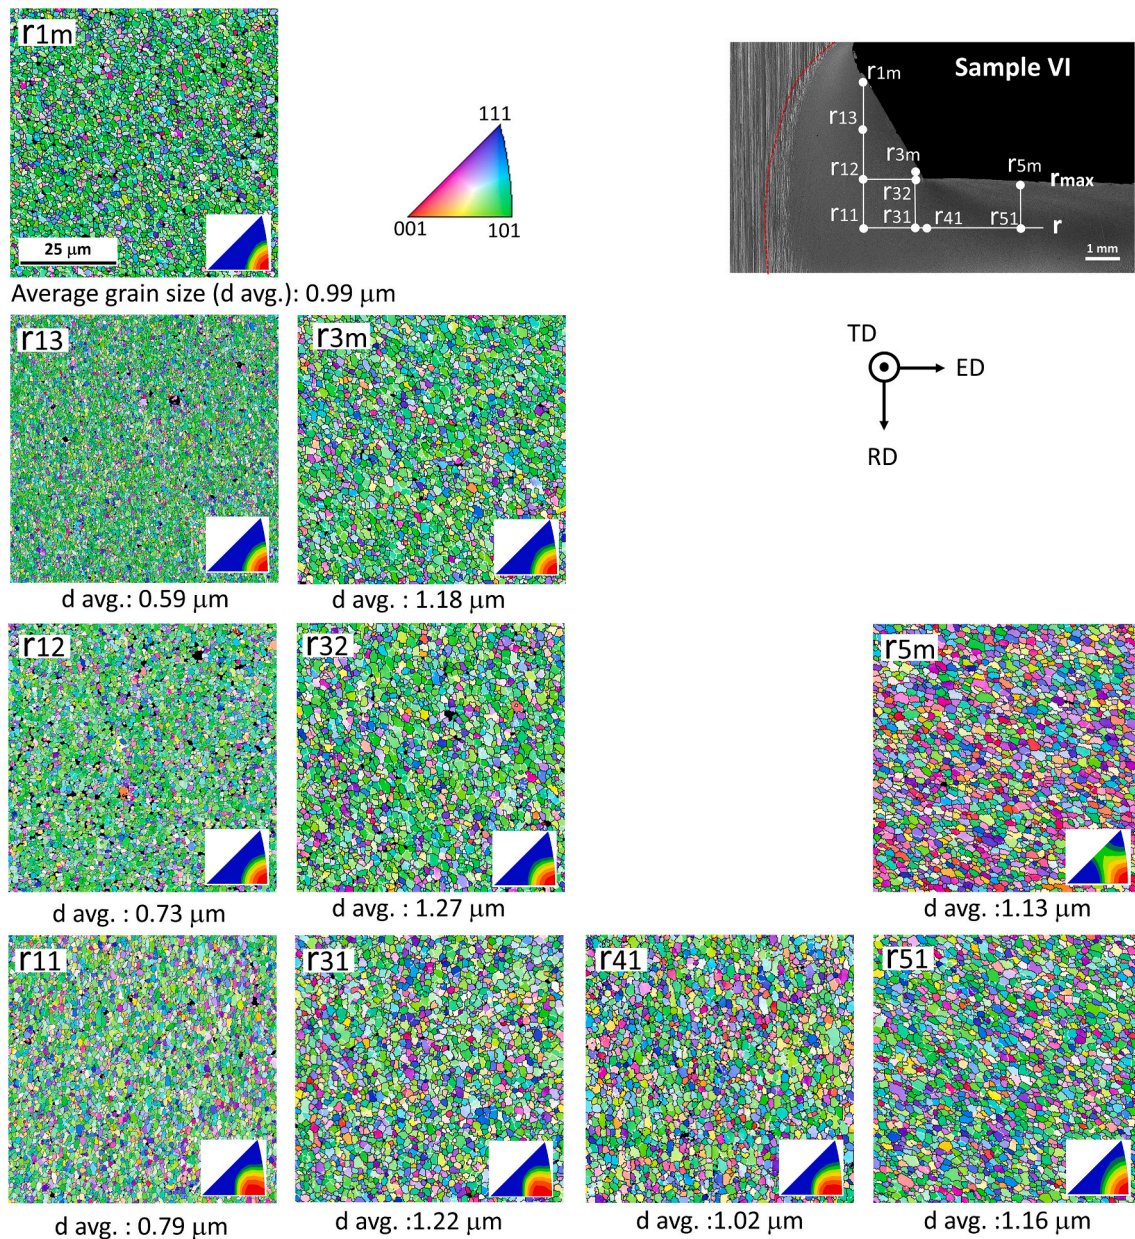 r1m
25 μm
Average grain size (d avg.): 0.99 μm
111
001
101
Sample VI
r1m
r13
r3m
r12
r32
r5m
rmax
r11
r31
r41
r51
r
1 mm
TD
ED
RD
r13
d avg.: 0.59 μm
r3m
d avg. : 1.18 μm
r12
d avg. : 0.73 μm
r32
d avg. : 1.27 μm
r5m
d avg. :1.13 μm
r11
d avg. : 0.79 μm
r31
d avg. :1.22 μm
r41
d avg. :1.02 μm
r51
d avg. :1.16 μm